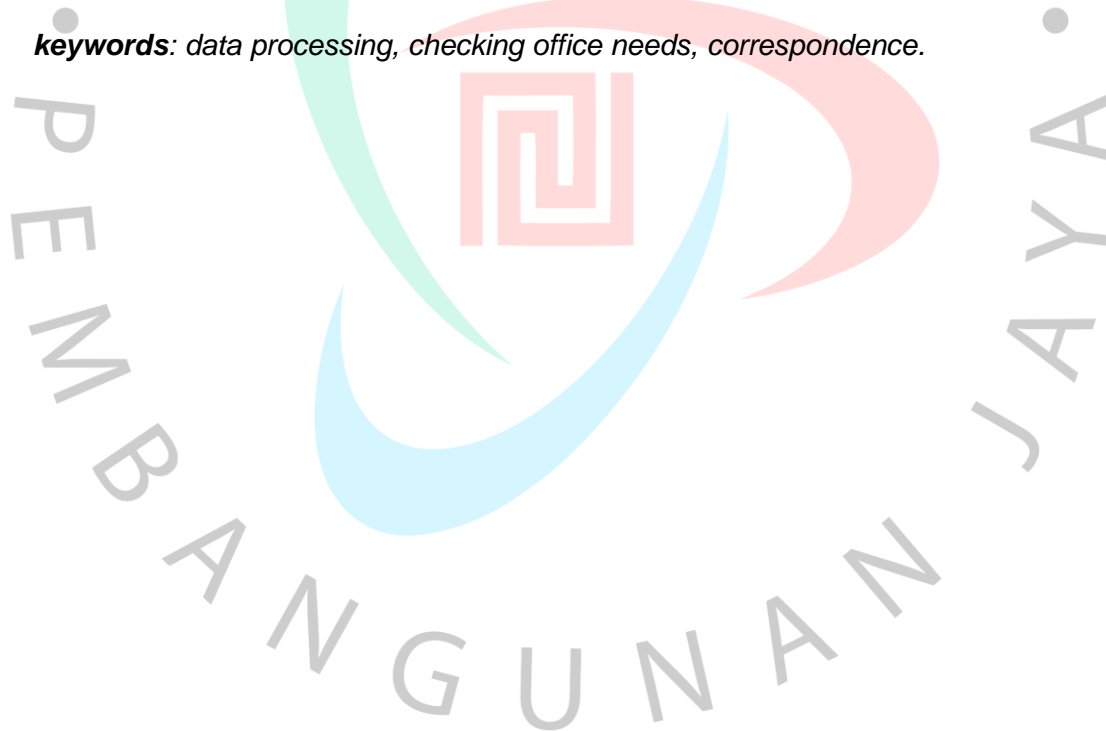 keywords: data processing, checking office needs, correspondence.
PEMBANGUNAN JAYA